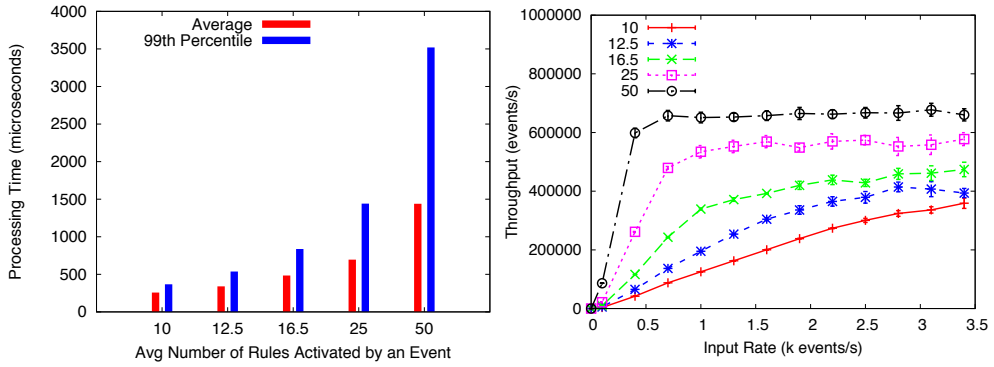 Average
99th Percentile
4000
3500
3000
2500
2000
1500
1000
500
0
Processing Time (microseconds)
10 12.5 16.5 25 50
Avg Number of Rules Activated by an Event
10
12.5
16.5
25
50
1000000
800000
600000
400000
200000
0
Throughput (events/s)
0 0.5 1 1.5 2 2.5 3 3.5
Input Rate (k events/s)